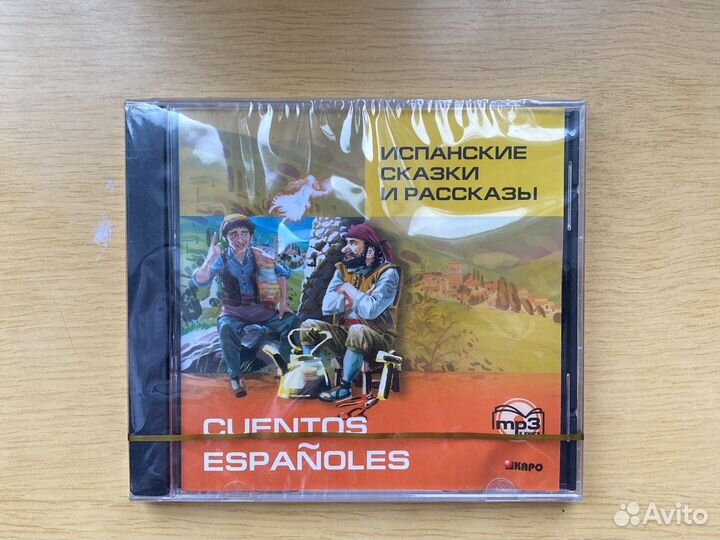 ИСПАНСКИЕ
СКАЗКИ
И РАССКАЗЫ
CUENTOS
ESPAÑOLES
mp3
КАРО
Avito